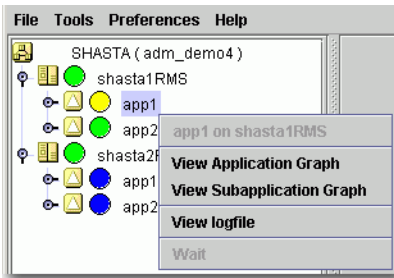 File Tools Preferences Help
SHASTA ( adm_demo4 )
shasta1RMS
app1
app2
app1 on shasta1RMS
shasta2
View Application Graph
app1
View Subapplication Graph
app2
View logfile
Wait